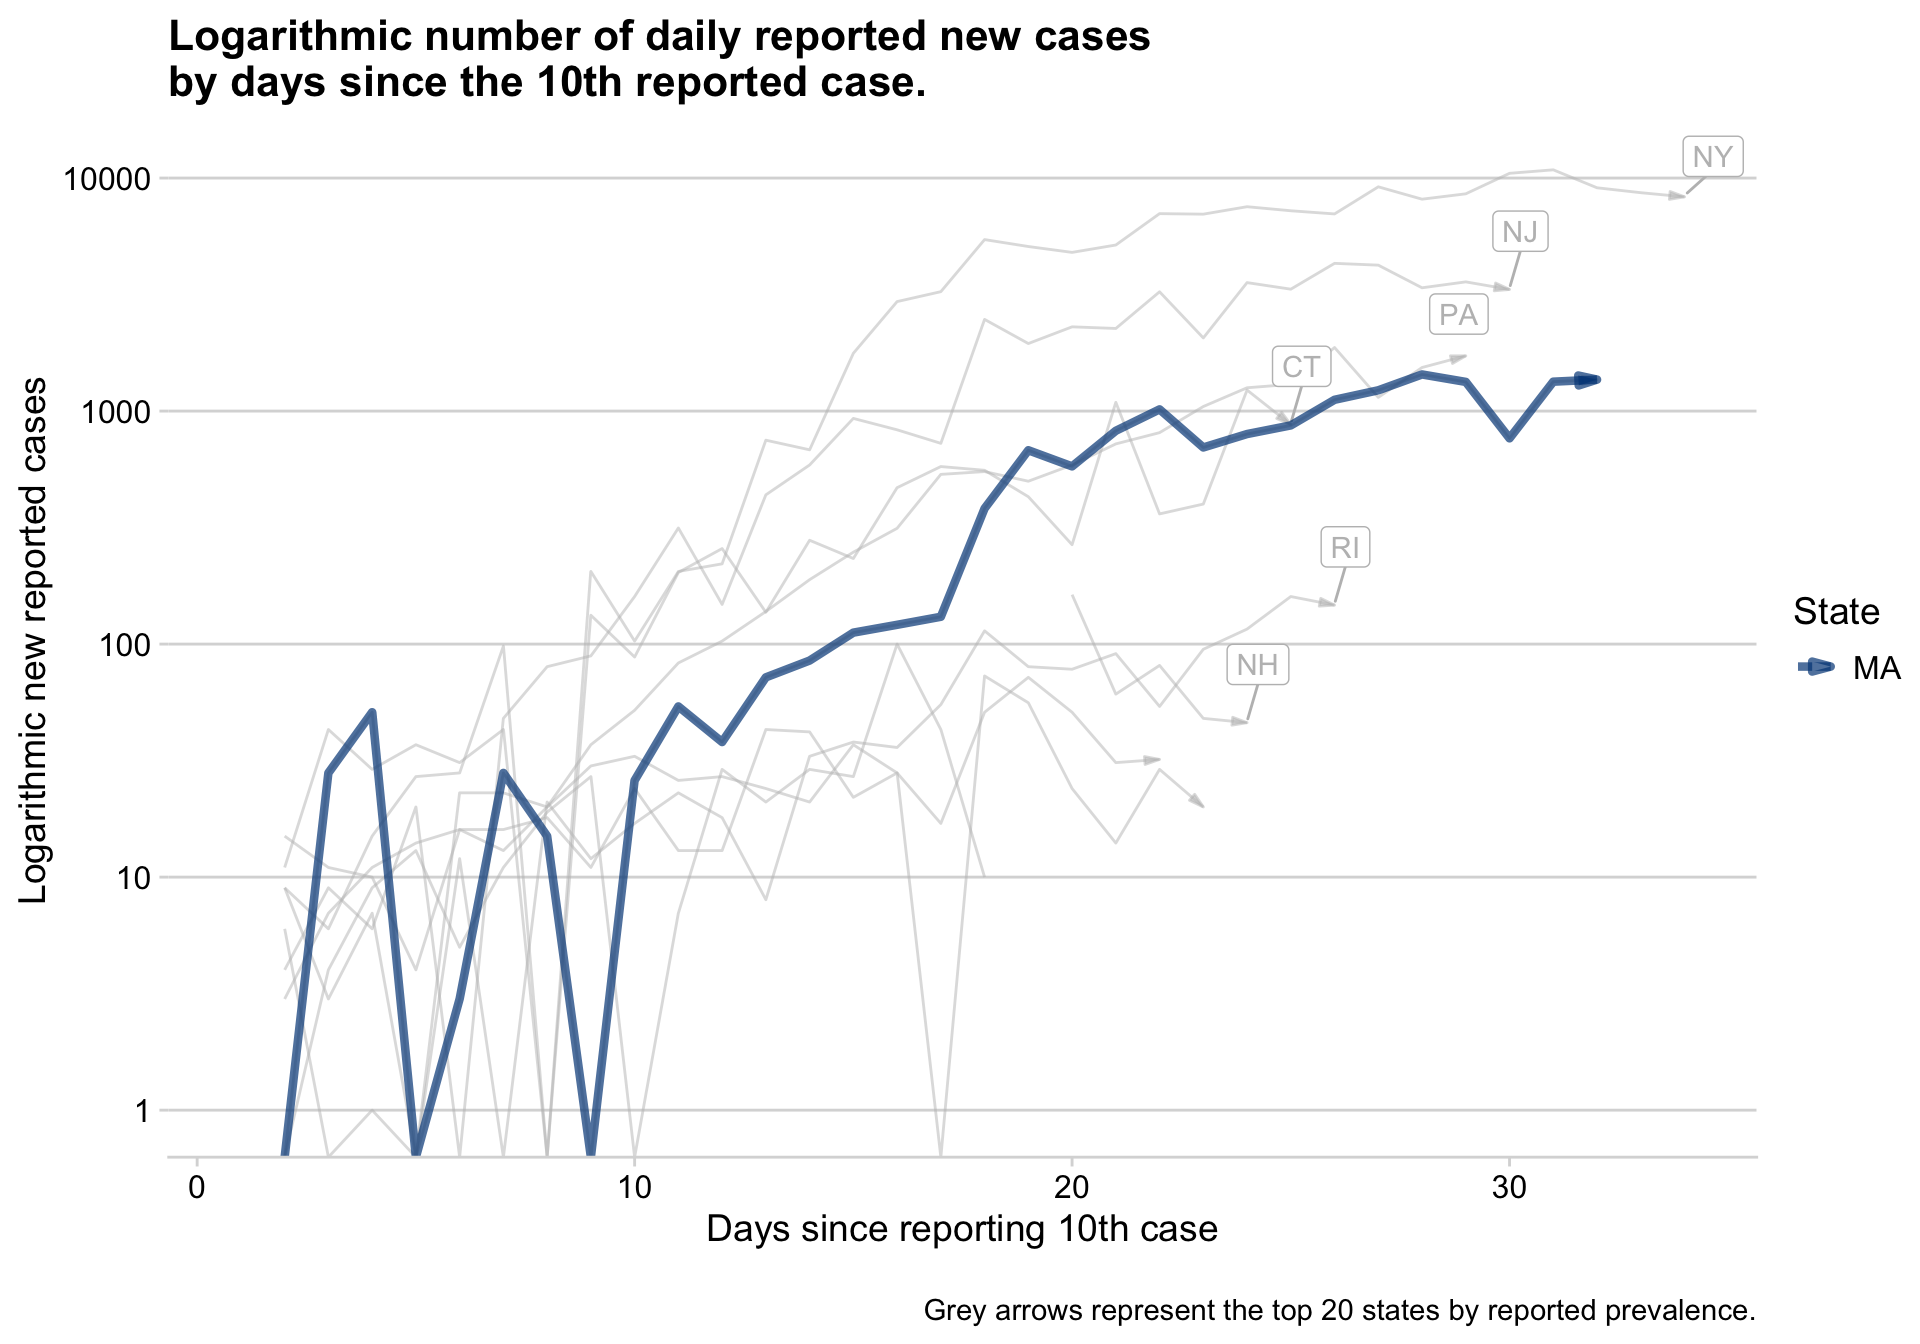 Logarithmic number of daily reported new cases
by days since the 10th reported case.
Logarithmic new reported cases
10000
1000
100
10
1
NY
NJ
PA
CT
RI
NH
State
MA
0
10
20
30
Days since reporting 10th case
Grey arrows represent the top 20 states by reported prevalence.